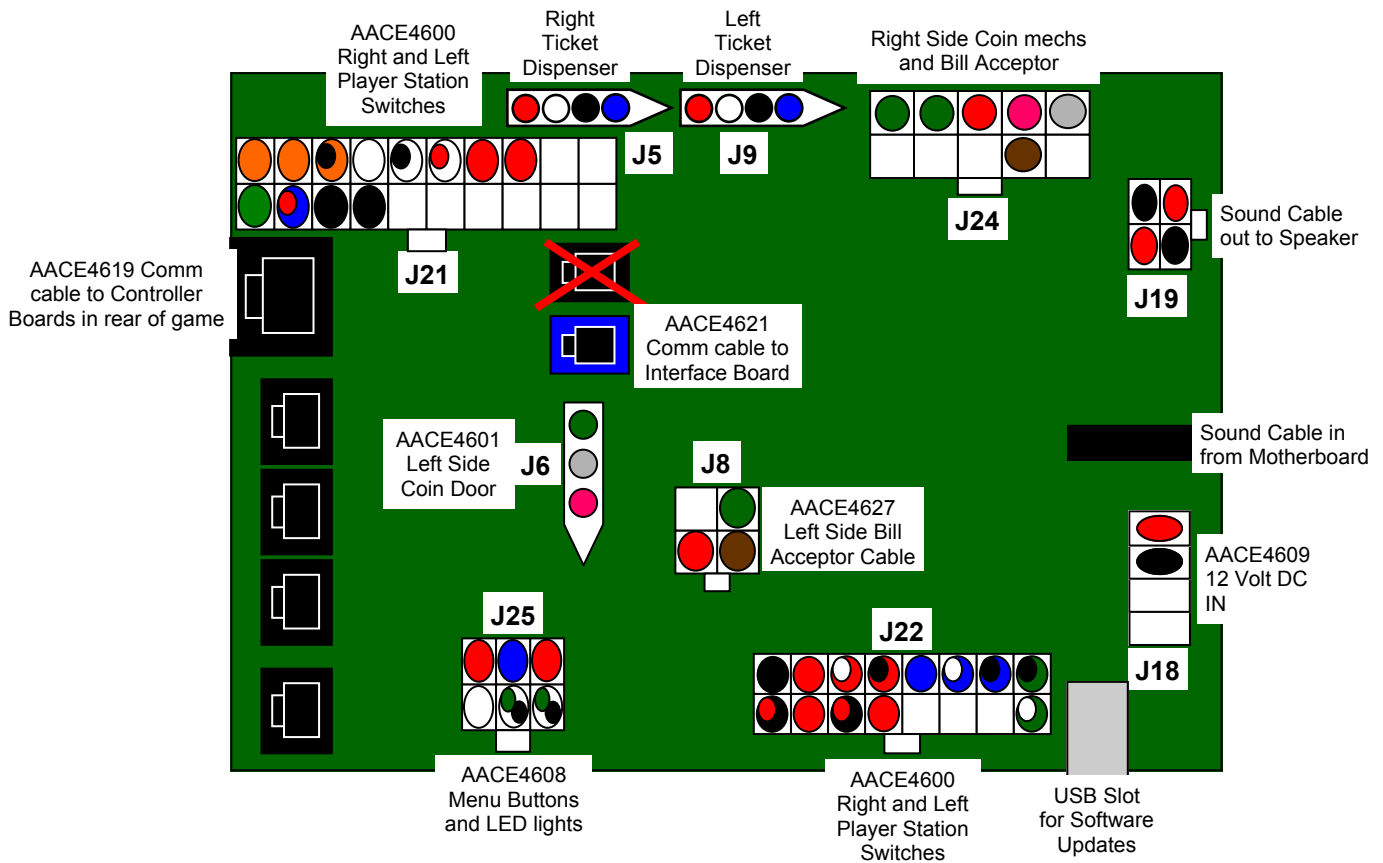 AACE4600
Right and Left
Player Station
Switches
Right
Ticket
Dispenser
Left
Ticket
Dispenser
Right Side Coin mechs
and Bill Acceptor
J5
J9
J24
J21
J19
Sound Cable
out to Speaker
AACE4619 Comm
cable to Controller
Boards in rear of game
AACE4621
Comm cable to
Interface Board
AACE4601
Left Side
Coin Door
J6
J8
AACE4627
Left Side Bill
Acceptor Cable
Sound Cable in
from Motherboard
AACE4609
12 Volt DC
IN
J18
J25
J22
AACE4608
Menu Buttons
and LED lights
AACE4600
Right and Left
Player Station
Switches
USB Slot
for Software
Updates